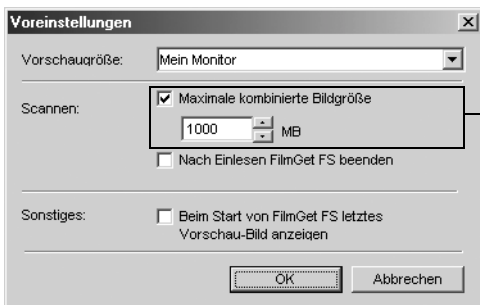 Voreinstellungen
Vorschaugröße: Mein Monitor
Scannen: Maximale kombinierte Bildgröße
1000 MB
Nach Einlesen FilmGet FS beenden
Sonstiges: Beim Start von FilmGet FS letztes
Vorschau-Bild anzeigen
OK Abbrechen